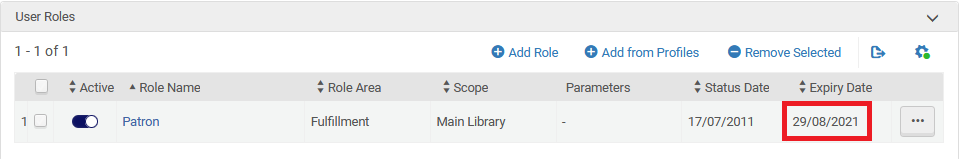 User Roles
1 - 1 of 1 Add Role Add from Profiles Remove Selected
Active Role Name Role Area Scope Parameters Status Date Expiry Date
1 Patron Fulfillment Main Library - 17/07/2011 29/08/2021 ...